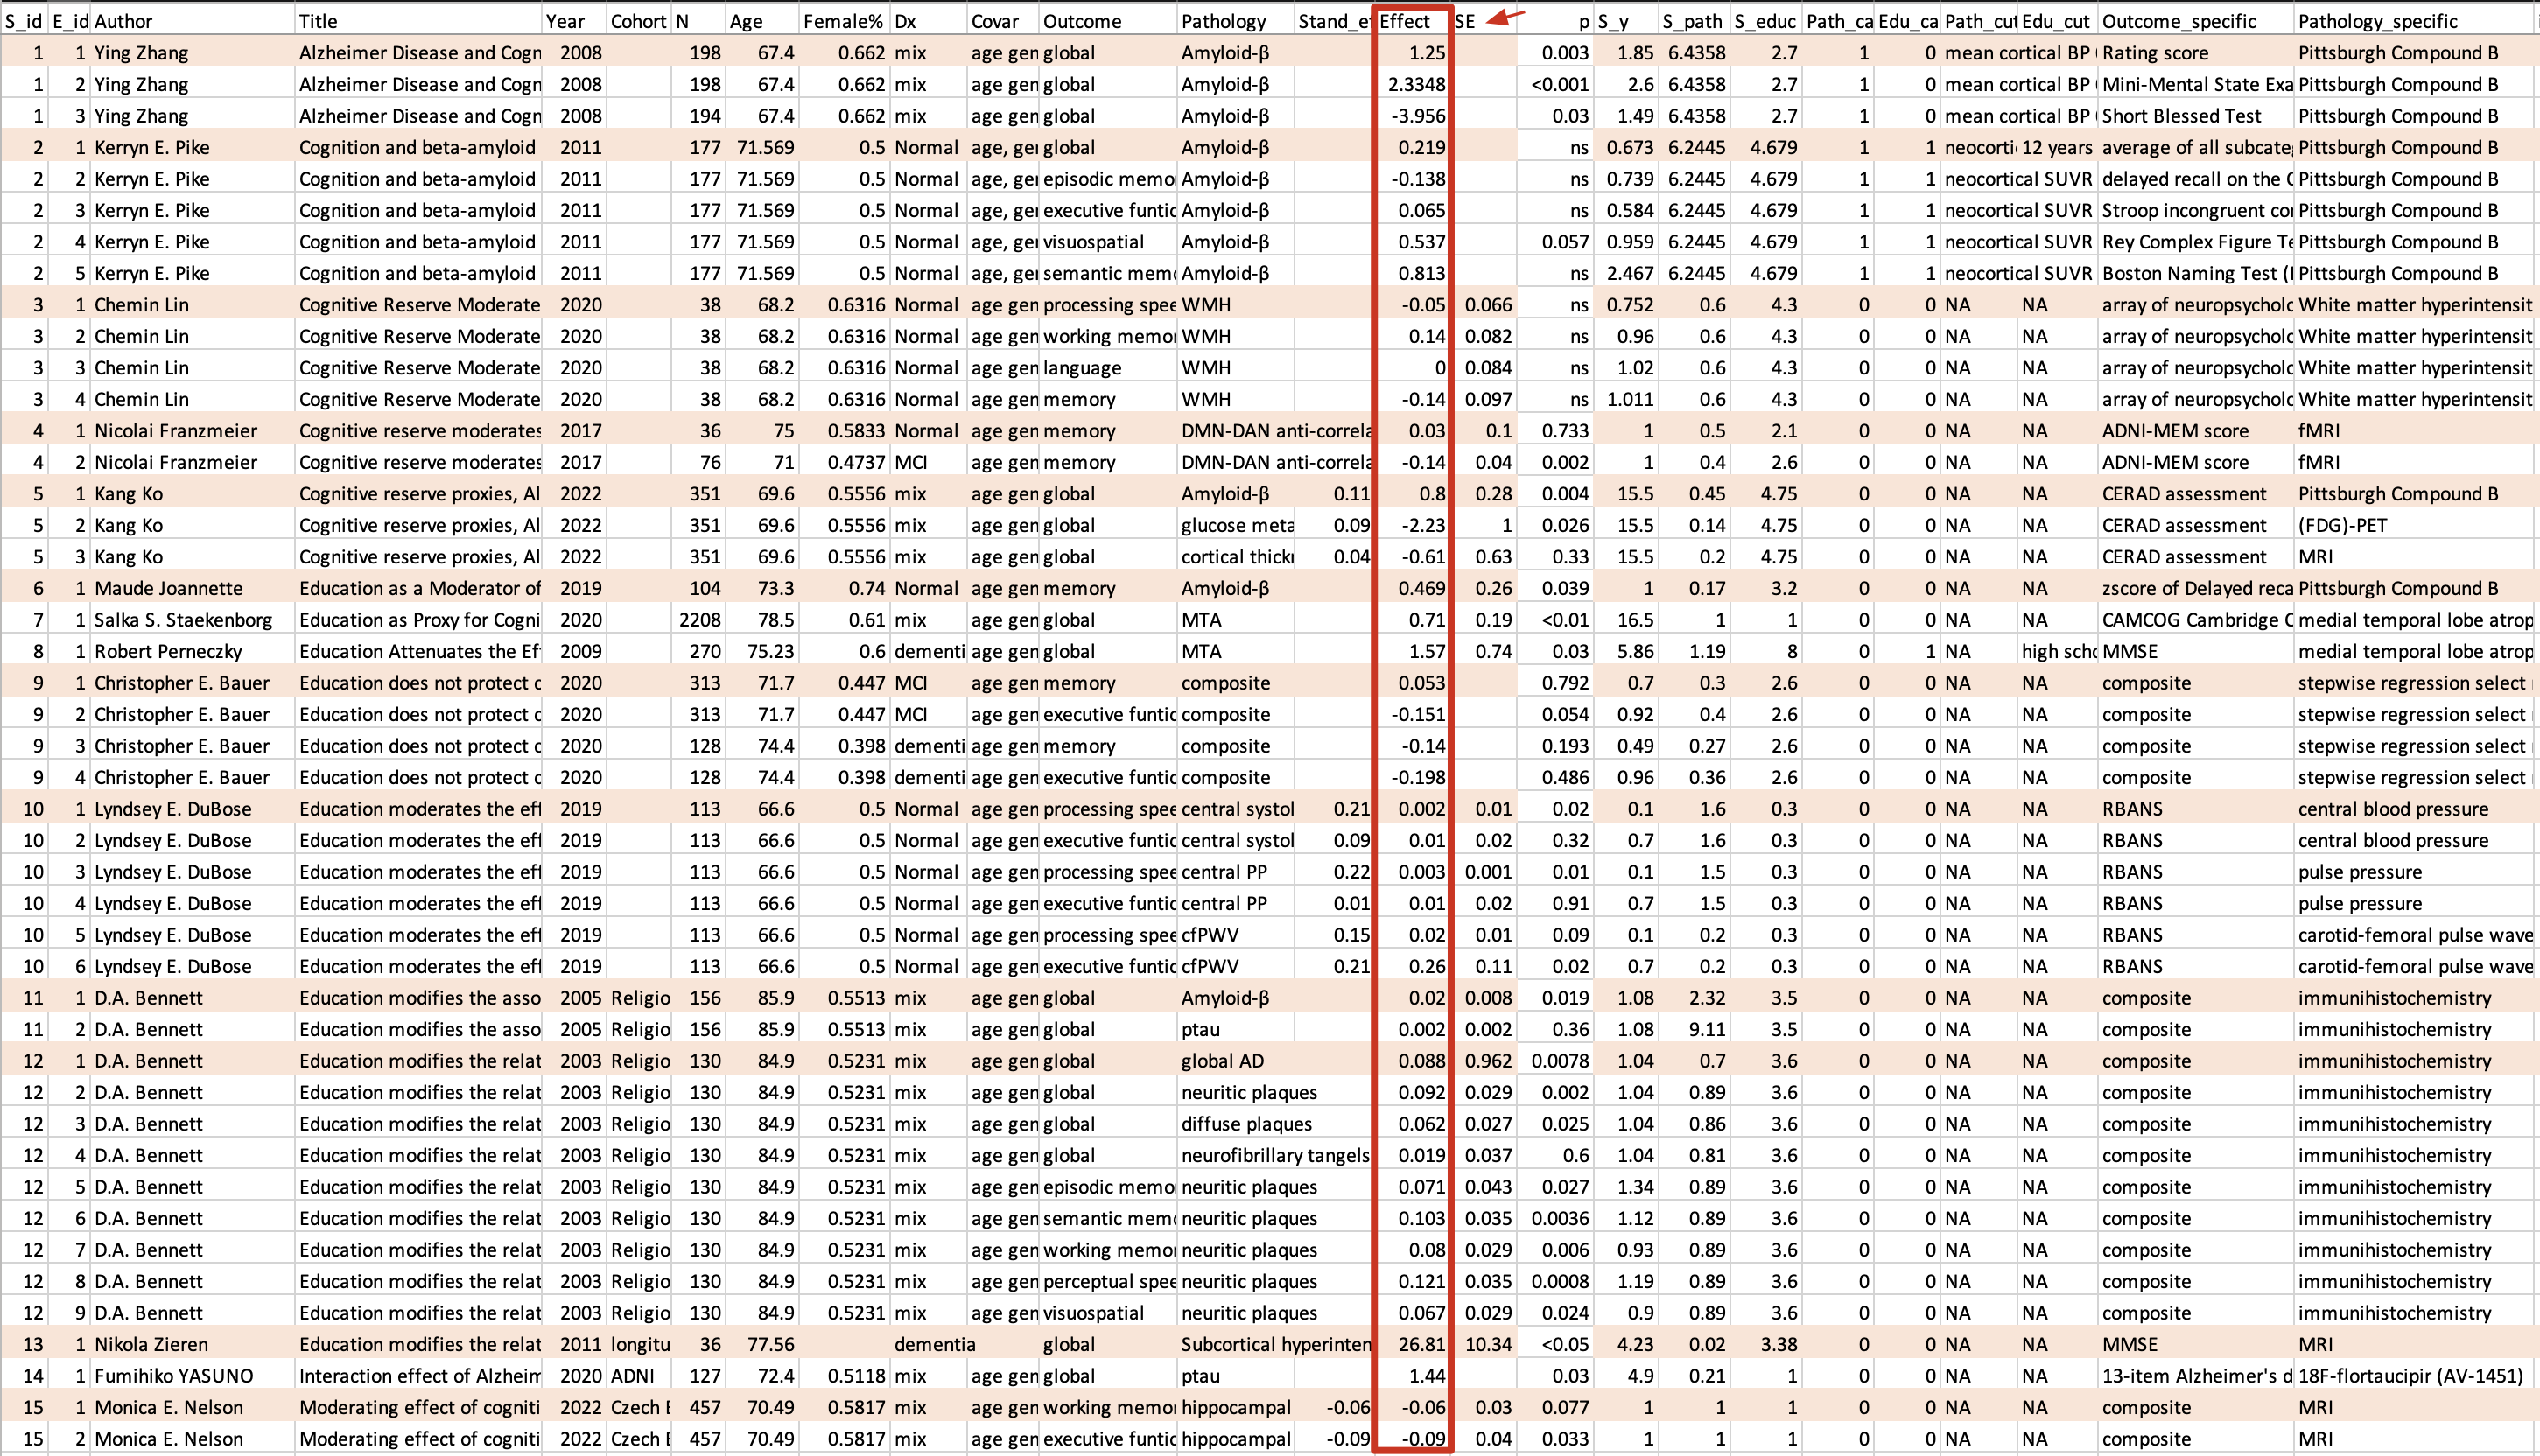 S_id E_id Author Title Year Cohort N Age Female% Dx Covar Outcome Pathology Stand_e Effect SE p S_y S_path S_educ Path_ca Edu_ca Path_cut Edu_cut Outcome_specific Pathology_specific
1 1 Ying Zhang Alzheimer Disease and Cogn 2008 198 67.4 0.662 mix age gen global Amyloid-β 1.25 0.003 1.85 6.4358 2.7 1 0 mean cortical BP Rating score Pittsburgh Compound B
1 2 Ying Zhang Alzheimer Disease and Cogn 2008 198 67.4 0.662 mix age gen global Amyloid-β 2.3348 <0.001 2.6 6.4358 2.7 1 0 mean cortical BP Mini-Mental State Exa Pittsburgh Compound B
1 3 Ying Zhang Alzheimer Disease and Cogn 2008 194 67.4 0.662 mix age gen global Amyloid-β -3.956 0.03 1.49 6.4358 2.7 1 0 mean cortical BP Short Blessed Test Pittsburgh Compound B
2 1 Kerryn E. Pike Cognition and beta-amyloid 2011 177 71.569 0.5 Normal age, ger global Amyloid-β 0.219 ns 0.673 6.2445 4.679 1 1 neocorti 12 years average of all subcate Pittsburgh Compound B
2 2 Kerryn E. Pike Cognition and beta-amyloid 2011 177 71.569 0.5 Normal age, ger episodic memo Amyloid-β -0.138 ns 0.739 6.2445 4.679 1 1 neocortical SUVR delayed recall on the C Pittsburgh Compound B
2 3 Kerryn E. Pike Cognition and beta-amyloid 2011 177 71.569 0.5 Normal age, ger executive funtic Amyloid-β 0.065 ns 0.584 6.2445 4.679 1 1 neocortical SUVR Stroop incongruent cor Pittsburgh Compound B
2 4 Kerryn E. Pike Cognition and beta-amyloid 2011 177 71.569 0.5 Normal age, ger visuospatial Amyloid-β 0.537 0.057 0.959 6.2445 4.679 1 1 neocortical SUVR Rey Complex Figure Te Pittsburgh Compound B
2 5 Kerryn E. Pike Cognition and beta-amyloid 2011 177 71.569 0.5 Normal age, ger semantic mem Amyloid-β 0.813 ns 2.467 6.2445 4.679 1 1 neocortical SUVR Boston Naming Test ( Pittsburgh Compound B
3 1 Chemin Lin Cognitive Reserve Moderate 2020 38 68.2 0.6316 Normal age gen processing spee WMH -0.05 0.066 ns 0.752 0.6 4.3 0 0 NA NA array of neuropsycholc White matter hyperintensit
3 2 Chemin Lin Cognitive Reserve Moderate 2020 38 68.2 0.6316 Normal age gen working memor WMH 0.14 0.082 ns 0.96 0.6 4.3 0 0 NA NA array of neuropsycholc White matter hyperintensit
3 3 Chemin Lin Cognitive Reserve Moderate 2020 38 68.2 0.6316 Normal age gen language WMH 0 0.084 ns 1.02 0.6 4.3 0 0 NA NA array of neuropsycholc White matter hyperintensit
3 4 Chemin Lin Cognitive Reserve Moderate 2020 38 68.2 0.6316 Normal age gen memory WMH -0.14 0.097 ns 1.011 0.6 4.3 0 0 NA NA array of neuropsycholc White matter hyperintensit
4 1 Nicolai Franzmeier Cognitive reserve moderates 2017 36 75 0.5833 Normal age gen memory DMN-DAN anti-correla 0.03 0.1 0.733 1 0.5 2.1 0 0 NA NA ADNI-MEM score fMRI
4 2 Nicolai Franzmeier Cognitive reserve moderates 2017 76 71 0.4737 MCI age gen memory DMN-DAN anti-correla -0.14 0.04 0.002 1 0.4 2.6 0 0 NA NA ADNI-MEM score fMRI
5 1 Kang Ko Cognitive reserve proxies, Al 2022 351 69.6 0.5556 mix age gen global Amyloid-β 0.11 0.8 0.28 0.004 15.5 0.45 4.75 0 0 NA NA CERAD assessment Pittsburgh Compound B
5 2 Kang Ko Cognitive reserve proxies, Al 2022 351 69.6 0.5556 mix age gen global glucose meta 0.09 -2.23 1 0.026 15.5 0.14 4.75 0 0 NA NA CERAD assessment (FDG)-PET
5 3 Kang Ko Cognitive reserve proxies, Al 2022 351 69.6 0.5556 mix age gen global cortical thick 0.04 -0.61 0.63 0.33 15.5 0.2 4.75 0 0 NA NA CERAD assessment MRI
6 1 Maude Joannette Education as a Moderator of 2019 104 73.3 0.74 Normal age gen memory Amyloid-β 0.469 0.26 0.039 1 0.17 3.2 0 0 NA NA zscore of Delayed reca Pittsburgh Compound B
7 1 Salka S. Staekenborg Education as Proxy for Cogni 2020 2208 78.5 0.61 mix age gen global MTA 0.71 0.19 <0.01 16.5 1 1 0 0 NA NA CAMCOG Cambridge C medial temporal lobe atrop
8 1 Robert Perneczky Education Attenuates the Ef 2009 270 75.23 0.6 dementi age gen global MTA 1.57 0.74 0.03 5.86 1.19 8 0 1 NA high scho MMSE medial temporal lobe atrop
9 1 Christopher E. Bauer Education does not protect c 2020 313 71.7 0.447 MCI age gen memory composite 0.053 0.792 0.7 0.3 2.6 0 0 NA NA composite stepwise regression select
9 2 Christopher E. Bauer Education does not protect c 2020 313 71.7 0.447 MCI age gen executive funtic composite -0.151 0.054 0.92 0.4 2.6 0 0 NA NA composite stepwise regression select
9 3 Christopher E. Bauer Education does not protect c 2020 128 74.4 0.398 dementi age gen memory composite -0.14 0.193 0.49 0.27 2.6 0 0 NA NA composite stepwise regression select
9 4 Christopher E. Bauer Education does not protect c 2020 128 74.4 0.398 dementi age gen executive funtic composite -0.198 0.486 0.96 0.36 2.6 0 0 NA NA composite stepwise regression select
10 1 Lyndsey E. DuBose Education moderates the eff 2019 113 66.6 0.5 Normal age gen processing spee central systol 0.21 0.002 0.01 0.02 0.1 1.6 0.3 0 0 NA NA RBANS central blood pressure
10 2 Lyndsey E. DuBose Education moderates the eff 2019 113 66.6 0.5 Normal age gen executive funtic central systol 0.09 0.01 0.02 0.32 0.7 1.6 0.3 0 0 NA NA RBANS central blood pressure
10 3 Lyndsey E. DuBose Education moderates the eff 2019 113 66.6 0.5 Normal age gen processing spee central PP 0.22 0.003 0.001 0.01 0.1 1.5 0.3 0 0 NA NA RBANS pulse pressure
10 4 Lyndsey E. DuBose Education moderates the eff 2019 113 66.6 0.5 Normal age gen executive funtic central PP 0.01 0.01 0.02 0.91 0.7 1.5 0.3 0 0 NA NA RBANS pulse pressure
10 5 Lyndsey E. DuBose Education moderates the eff 2019 113 66.6 0.5 Normal age gen processing spee cfPWV 0.15 0.02 0.01 0.09 0.1 0.2 0.3 0 0 NA NA RBANS carotid-femoral pulse wave
10 6 Lyndsey E. DuBose Education moderates the eff 2019 113 66.6 0.5 Normal age gen executive funtic cfPWV 0.21 0.26 0.11 0.02 0.7 0.2 0.3 0 0 NA NA RBANS carotid-femoral pulse wave
11 1 D.A. Bennett Education modifies the asso 2005 Religio 156 85.9 0.5513 mix age gen global Amyloid-β 0.02 0.008 0.019 1.08 2.32 3.5 0 0 NA NA composite immunihistochemistry
11 2 D.A. Bennett Education modifies the asso 2005 Religio 156 85.9 0.5513 mix age gen global ptau 0.002 0.002 0.36 1.08 9.11 3.5 0 0 NA NA composite immunihistochemistry
12 1 D.A. Bennett Education modifies the relat 2003 Religio 130 84.9 0.5231 mix age gen global global AD 0.088 0.962 0.0078 1.04 0.7 3.6 0 0 NA NA composite immunihistochemistry
12 2 D.A. Bennett Education modifies the relat 2003 Religio 130 84.9 0.5231 mix age gen global neuritic plaques 0.092 0.029 0.002 1.04 0.89 3.6 0 0 NA NA composite immunihistochemistry
12 3 D.A. Bennett Education modifies the relat 2003 Religio 130 84.9 0.5231 mix age gen global diffuse plaques 0.062 0.027 0.025 1.04 0.86 3.6 0 0 NA NA composite immunihistochemistry
12 4 D.A. Bennett Education modifies the relat 2003 Religio 130 84.9 0.5231 mix age gen global neurofibrillary tangels 0.019 0.037 0.6 1.04 0.81 3.6 0 0 NA NA composite immunihistochemistry
12 5 D.A. Bennett Education modifies the relat 2003 Religio 130 84.9 0.5231 mix age gen episodic memo neuritic plaques 0.071 0.043 0.027 1.34 0.89 3.6 0 0 NA NA composite immunihistochemistry
12 6 D.A. Bennett Education modifies the relat 2003 Religio 130 84.9 0.5231 mix age gen semantic mem neuritic plaques 0.103 0.035 0.0036 1.12 0.89 3.6 0 0 NA NA composite immunihistochemistry
12 7 D.A. Bennett Education modifies the relat 2003 Religio 130 84.9 0.5231 mix age gen working memor neuritic plaques 0.08 0.029 0.006 0.93 0.89 3.6 0 0 NA NA composite immunihistochemistry
12 8 D.A. Bennett Education modifies the relat 2003 Religio 130 84.9 0.5231 mix age gen perceptual spee neuritic plaques 0.121 0.035 0.0008 1.19 0.89 3.6 0 0 NA NA composite immunihistochemistry
12 9 D.A. Bennett Education modifies the relat 2003 Religio 130 84.9 0.5231 mix age gen visuospatial neuritic plaques 0.067 0.029 0.024 0.9 0.89 3.6 0 0 NA NA composite immunihistochemistry
13 1 Nikola Zieren Education modifies the relat 2011 longitu 36 77.56 dementia global Subcortical hyperinten 26.81 10.34 <0.05 4.23 0.02 3.38 0 0 NA NA MMSE MRI
14 1 Fumihiko YASUNO Interaction effect of Alzheim 2020 ADNI 127 72.4 0.5118 mix age gen global ptau 1.44 0.03 4.9 0.21 1 0 0 NA NA 13-item Alzheimer's d 18F-flortaucipir (AV-1451)
15 1 Monica E. Nelson Moderating effect of cogniti 2022 Czech B 457 70.49 0.5817 mix age gen working memor hippocampal -0.06 -0.06 0.03 0.077 1 1 1 0 0 NA NA composite MRI
15 2 Monica E. Nelson Moderating effect of cogniti 2022 Czech B 457 70.49 0.5817 mix age gen executive funtic hippocampal -0.09 -0.09 0.04 0.033 1 1 1 0 0 NA NA composite MRI